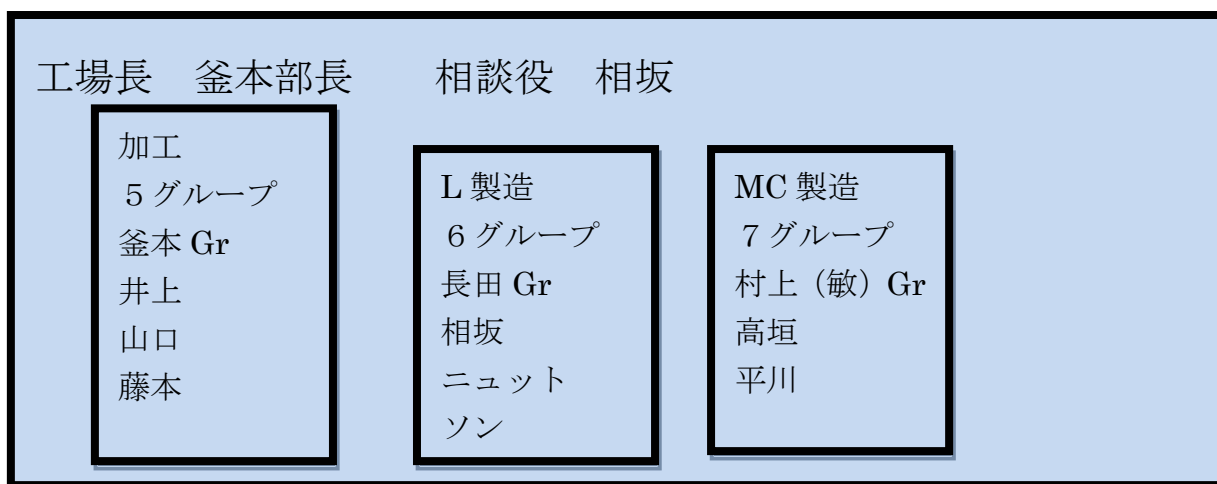 工場長　釜本部長　　相談役　相坂
加工
５グループ
釜本 Gr
井上
山口
藤本
L 製造
６グループ
長田 Gr
相坂
ニュット
ソン
MC 製造
７グループ
村上（敏）Gr
高垣
平川